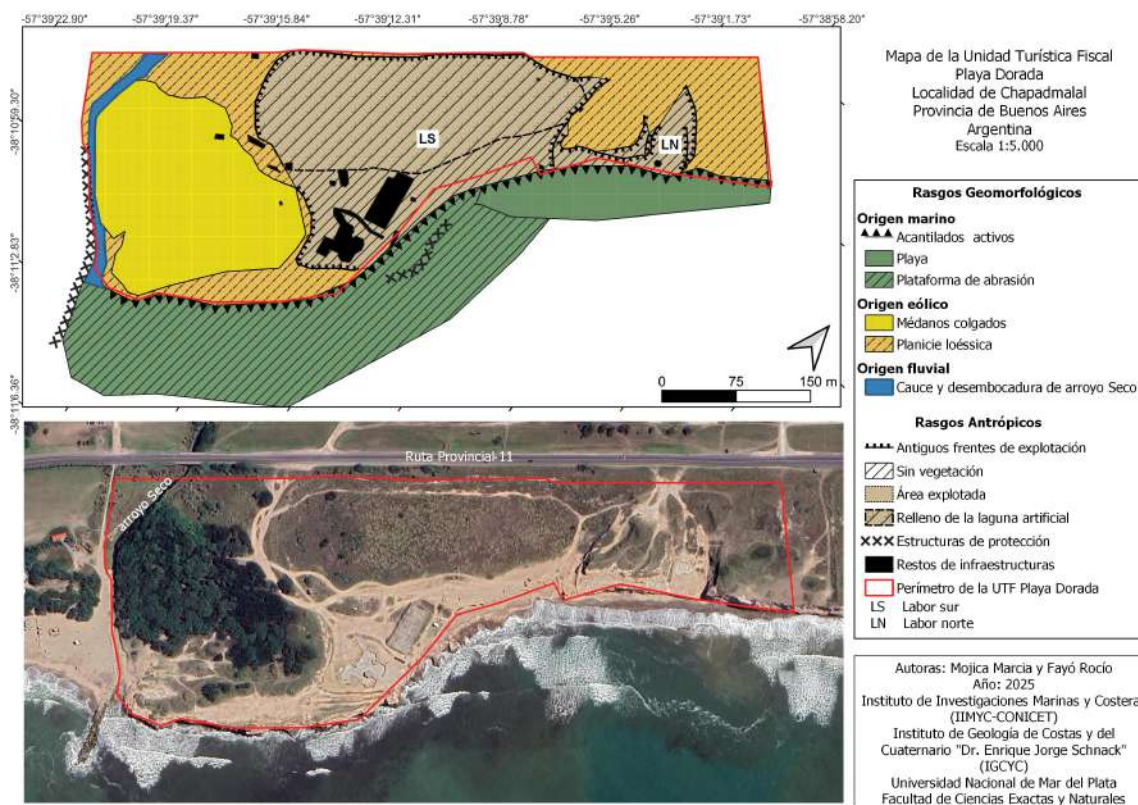 -57°39'22.90"
-57°39'19.37"
-57°39'15.84"
-57°39'12.31"
-57°39'8.78"
-57°39'5.26"
-57°39'1.73"
-57°38'58.20"
-38°10'59.30"
-38°11'2.83"
-38°11'6.36"
LS
LN
0 75 150 m
Ruta Provincial 11
arroyo Seco
Mapa de la Unidad Turística Fiscal
Playa Dorada
Localidad de Chapadmalal
Provincia de Buenos Aires
Argentina
Escala 1:5.000
Rasgos Geomorfológicos
Origen marino
Acantilados activos
Playa
Plataforma de abrasión
Origen eólico
Médanos colgados
Planicie loéssica
Origen fluvial
Cauce y desembocadura de arroyo Seco
Rasgos Antrópicos
Antiguos frentes de explotación
Sin vegetación
Área explotada
Relleno de la laguna artificial
Estructuras de protección
Restos de infraestructuras
Perímetro de la UTF Playa Dorada
LS Labor sur
LN Labor norte
Autoras: Mojica Marcia y Fayó Rocío
Año: 2025
Instituto de Investigaciones Marinas y Costera
(IIMYC-CONICET)
Instituto de Geología de Costas y del
Cuaternario "Dr. Enrique Jorge Schnack"
(IGCYC)
Universidad Nacional de Mar del Plata
Facultad de Ciencias Exactas y Naturales